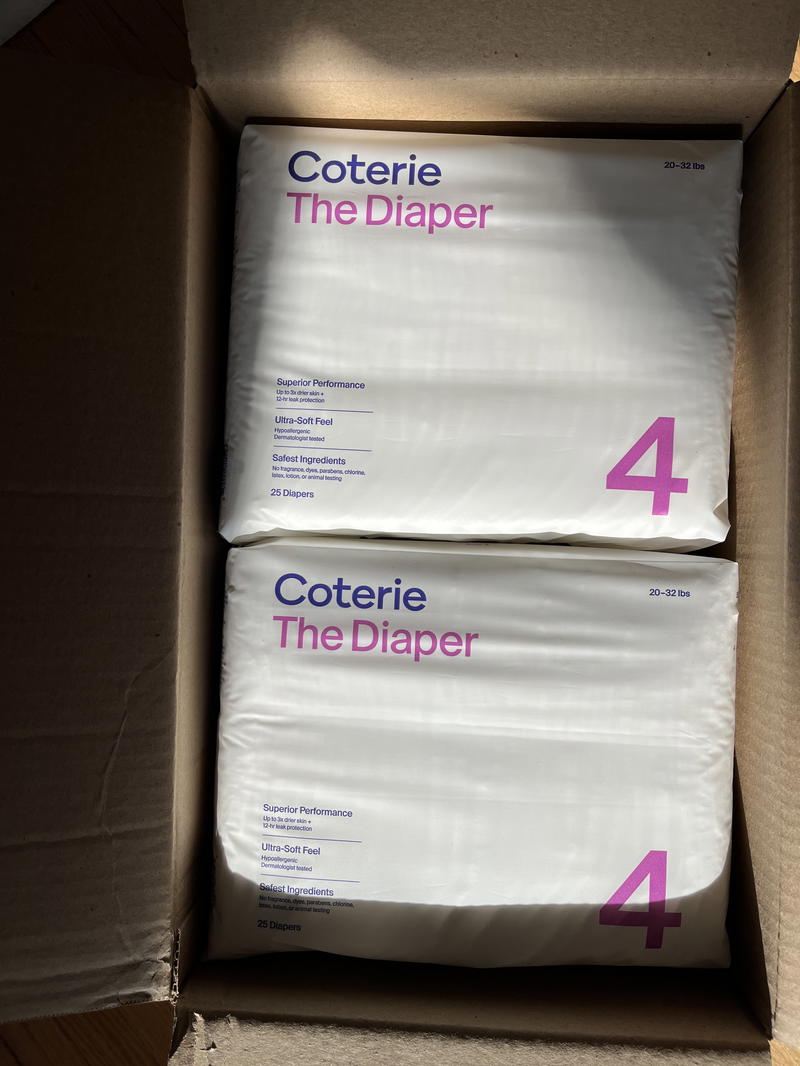 Coterie
The Diaper
20–32 lbs
Superior Performance
Up to 3x drier skin +
12-hr leak protection
Ultra-Soft Feel
Hypoallergenic
Dermatologist tested
Safest Ingredients
No fragrance, dyes, parabens, chlorine,
latex, lotion, or animal testing
25 Diapers
4
Coterie
The Diaper
20–32 lbs
Superior Performance
Up to 3x drier skin +
12-hr leak protection
Ultra-Soft Feel
Hypoallergenic
Dermatologist tested
Safest Ingredients
No fragrance, dyes, parabens, chlorine,
latex, lotion, or animal testing
25 Diapers
4